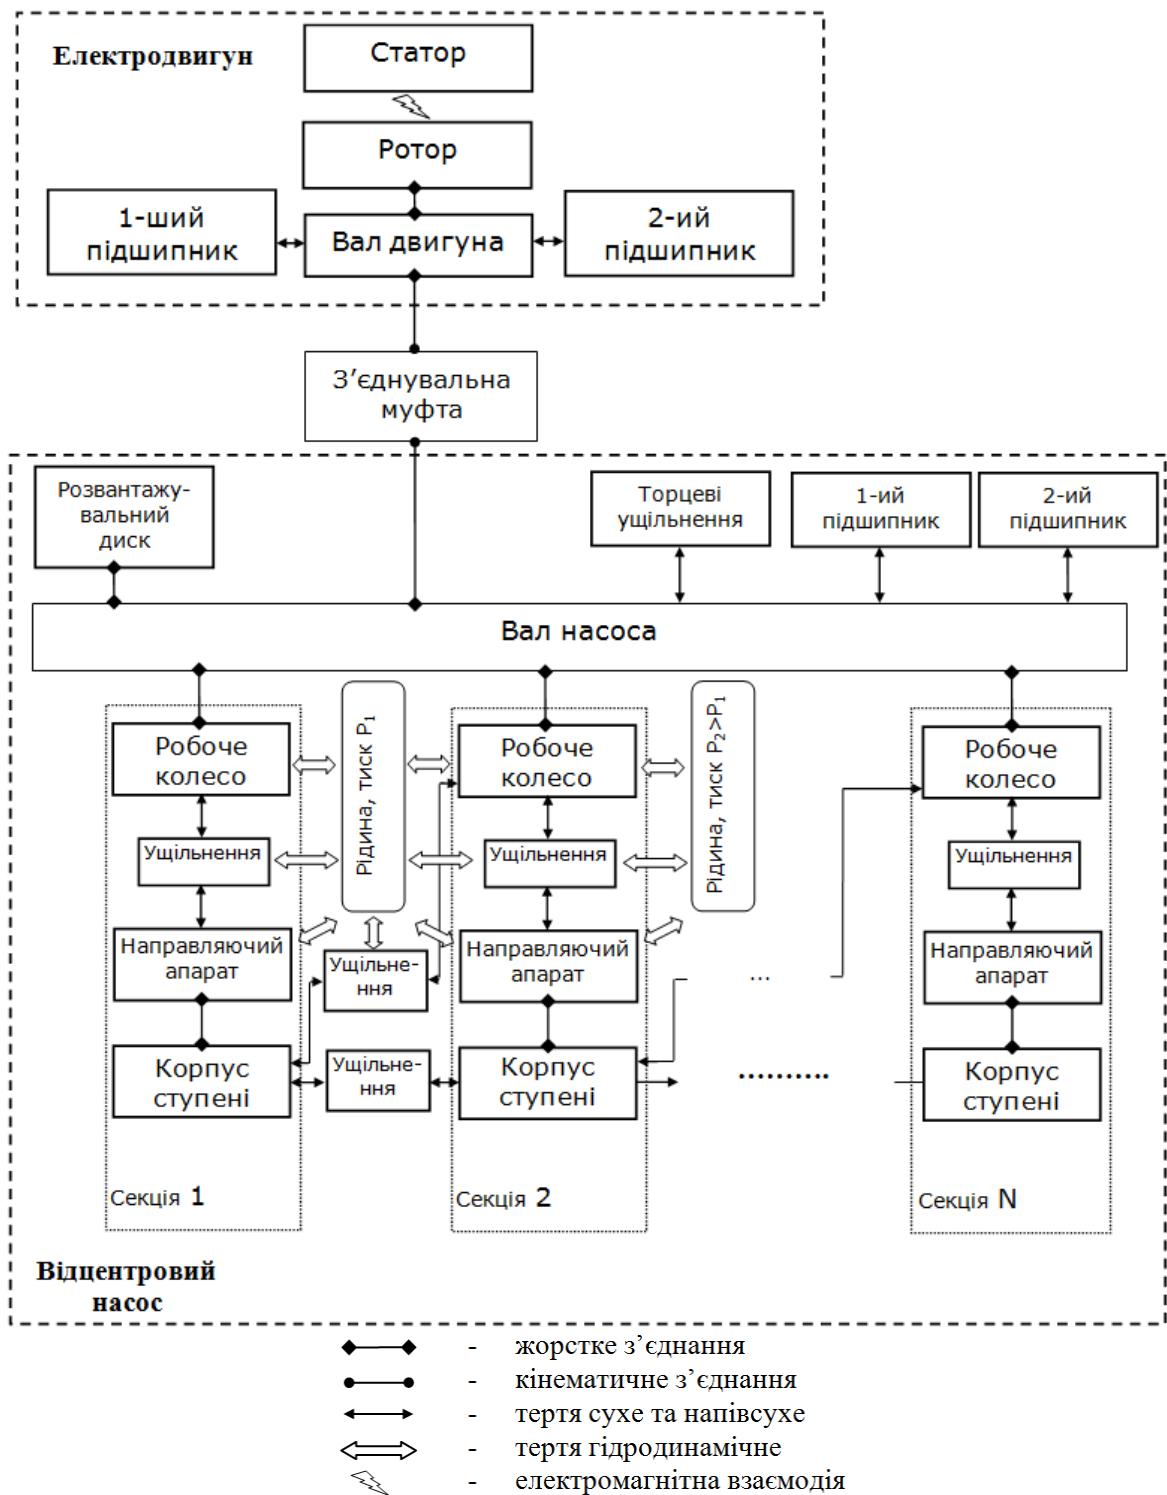 Електродвигун
Статор
Ротор
1-ший
підшипник
Вал двигуна
2-ий
підшипник
З’єднувальна
муфта
Розвантажу-
вальний
диск
Торцеві
ущільнення
1-ий
підшипник
2-ий
підшипник
Вал насоса
Робоче
колесо
Ущільнення
Направляючий
апарат
Корпус
ступені
Секція 1
Рідина, тиск P1
Ущільне-
ння
Ущільне-
ння
Робоче
колесо
Ущільнення
Направляючий
апарат
Корпус
ступені
Секція 2
Рідина, тиск P2>P1
...
..........
Робоче
колесо
Ущільнення
Направляючий
апарат
Корпус
ступені
Секція N
Відцентровий
насос
- жорстке з’єднання
- кінематичне з’єднання
- тертя сухе та напівсухе
- тертя гідродинамічне
- електромагнітна взаємодія